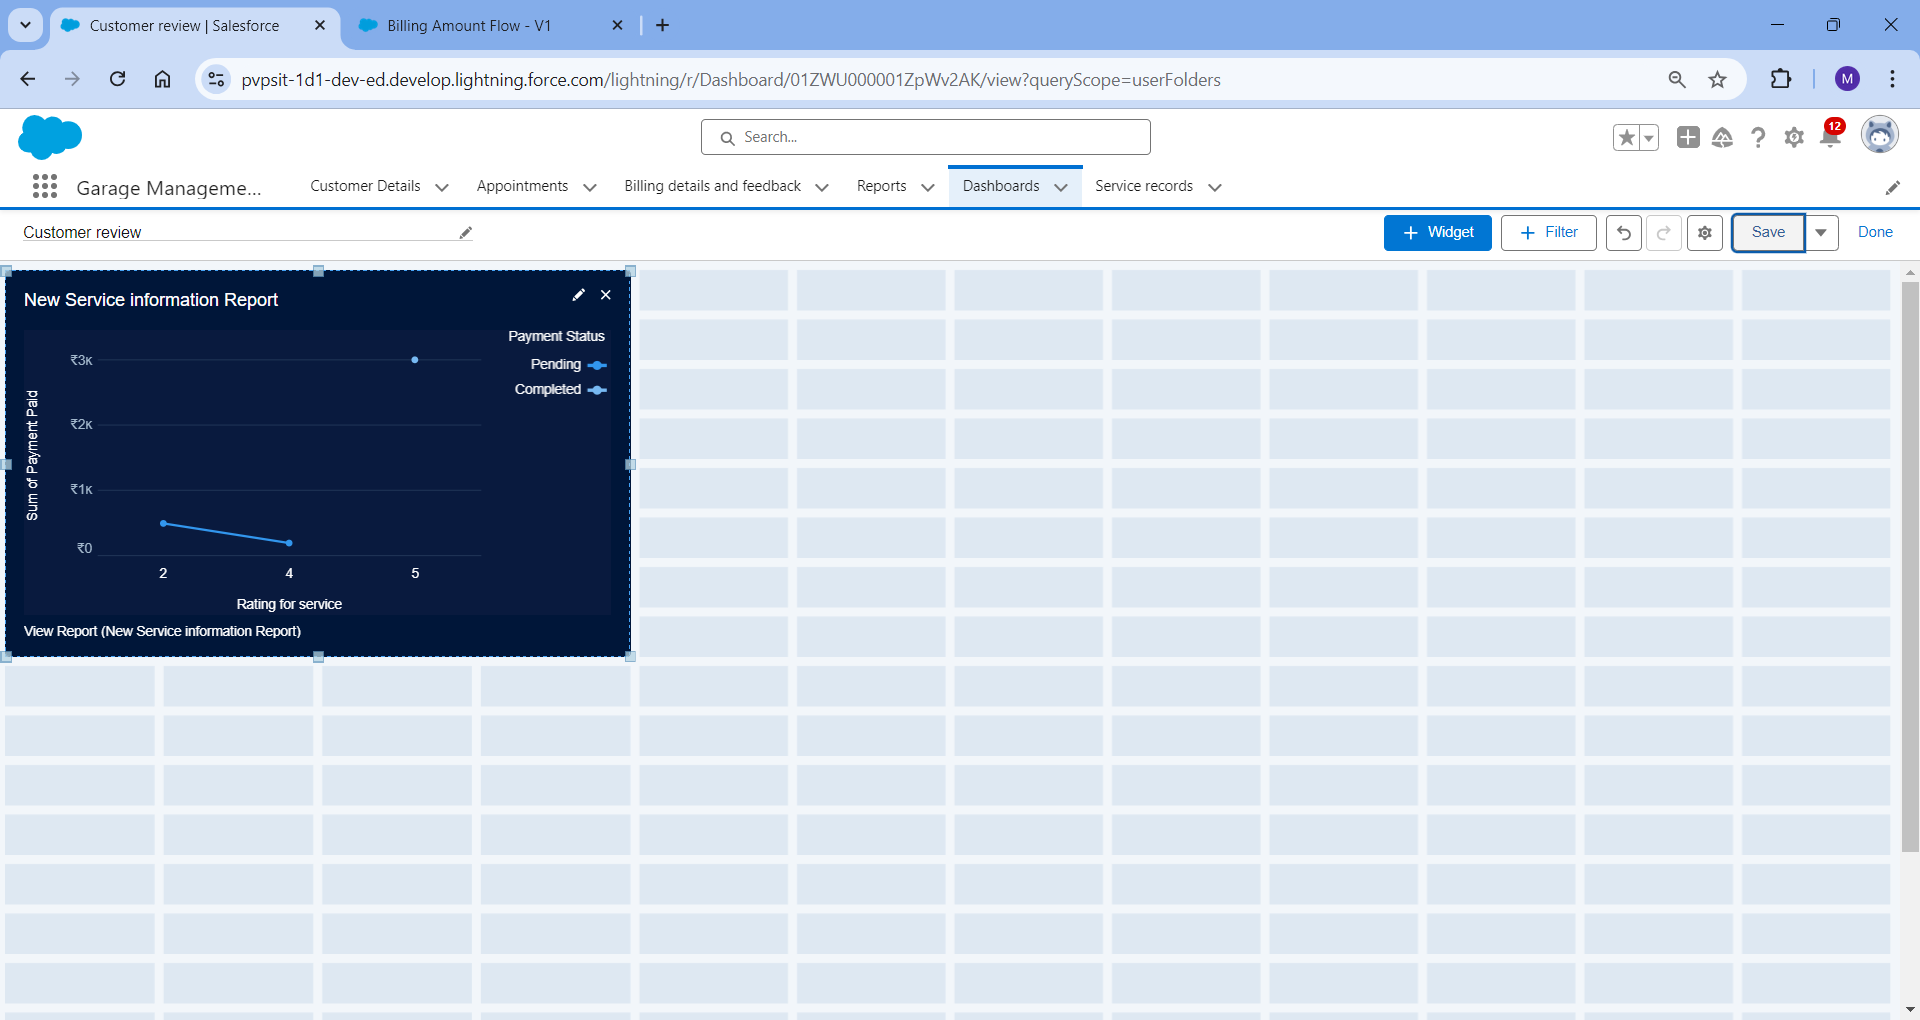 Customer review | Salesforce
Billing Amount Flow - V1
pvpsit-1d1-dev-ed.develop.lightning.force.com/lightning/r/Dashboard/01ZWU000001ZpWv2AK/view?queryScope=userFolders
M
Search...
12
Garage Manageme...
Customer Details
Appointments
Billing details and feedback
Reports
Dashboards
Service records
Customer review
+ Widget
+ Filter
Save
Done
New Service information Report
Payment Status
Pending
Completed
Sum of Payment Paid
₹3K
₹2K
₹1K
₹0
2 4 5
Rating for service
View Report (New Service information Report)